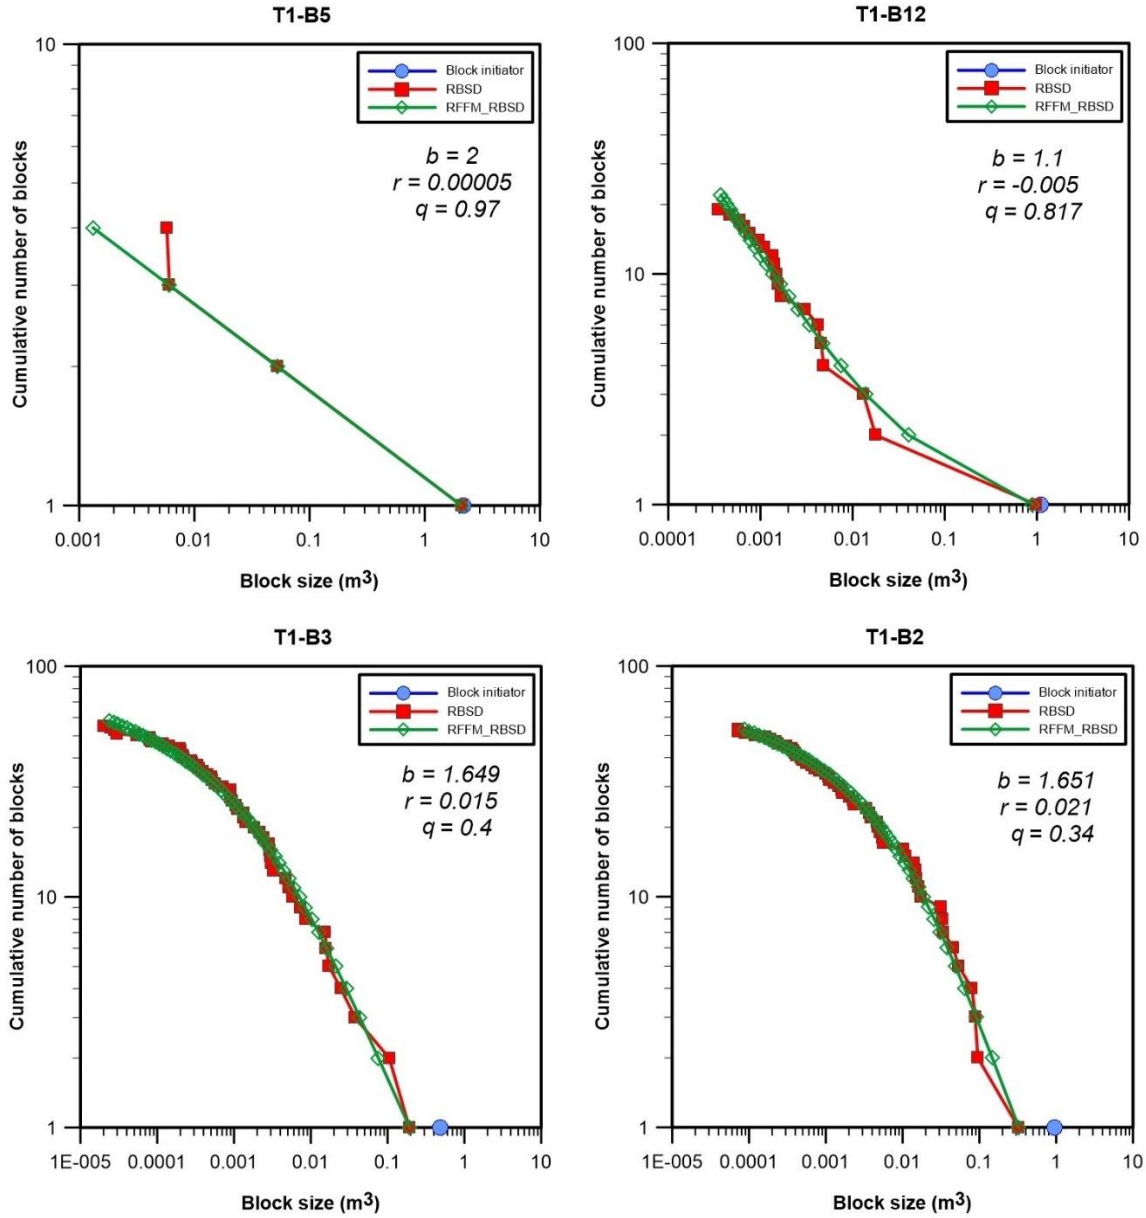 T1-B5
10
Block initiator
RBSD
RFFM_RBSD
b = 2
r = 0.00005
q = 0.97
Cumulative number of blocks
1
0.001 0.01 0.1 1 10
Block size (m³)
T1-B12
100
Block initiator
RBSD
RFFM_RBSD
b = 1.1
r = -0.005
q = 0.817
Cumulative number of blocks
10
1
0.0001 0.001 0.01 0.1 1 10
Block size (m³)
T1-B3
100
Block initiator
RBSD
RFFM_RBSD
b = 1.649
r = 0.015
q = 0.4
Cumulative number of blocks
10
1
1E-005 0.0001 0.001 0.01 0.1 1 10
Block size (m³)
T1-B2
100
Block initiator
RBSD
RFFM_RBSD
b = 1.651
r = 0.021
q = 0.34
Cumulative number of blocks
10
1
1E-005 0.0001 0.001 0.01 0.1 1 10
Block size (m³)